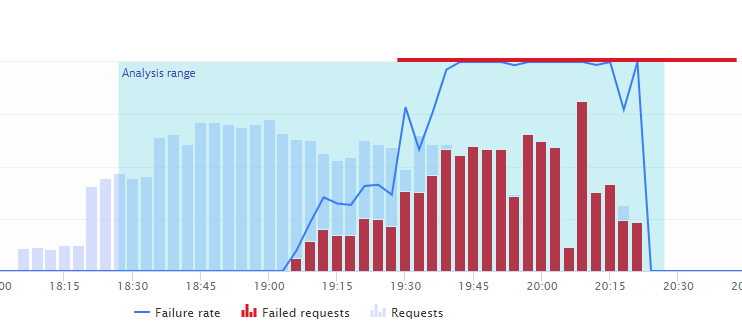 Analysis range
00 18:15 18:30 18:45 19:00 19:15 19:30 19:45 20:00 20:15 20:30 20
Failure rate Failed requests Requests